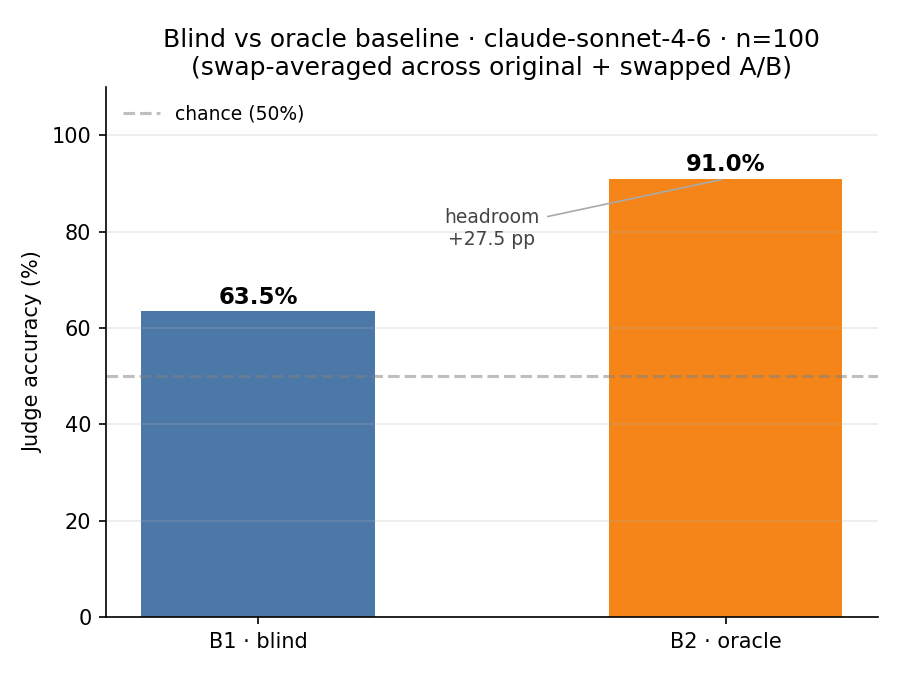 Blind vs oracle baseline · claude-sonnet-4-6 · n=100
(swap-averaged across original + swapped A/B)
chance (50%)
100
91.0%
headroom
+27.5 pp
80
63.5%
60
40
20
0
Judge accuracy (%)
B1 · blind
B2 · oracle